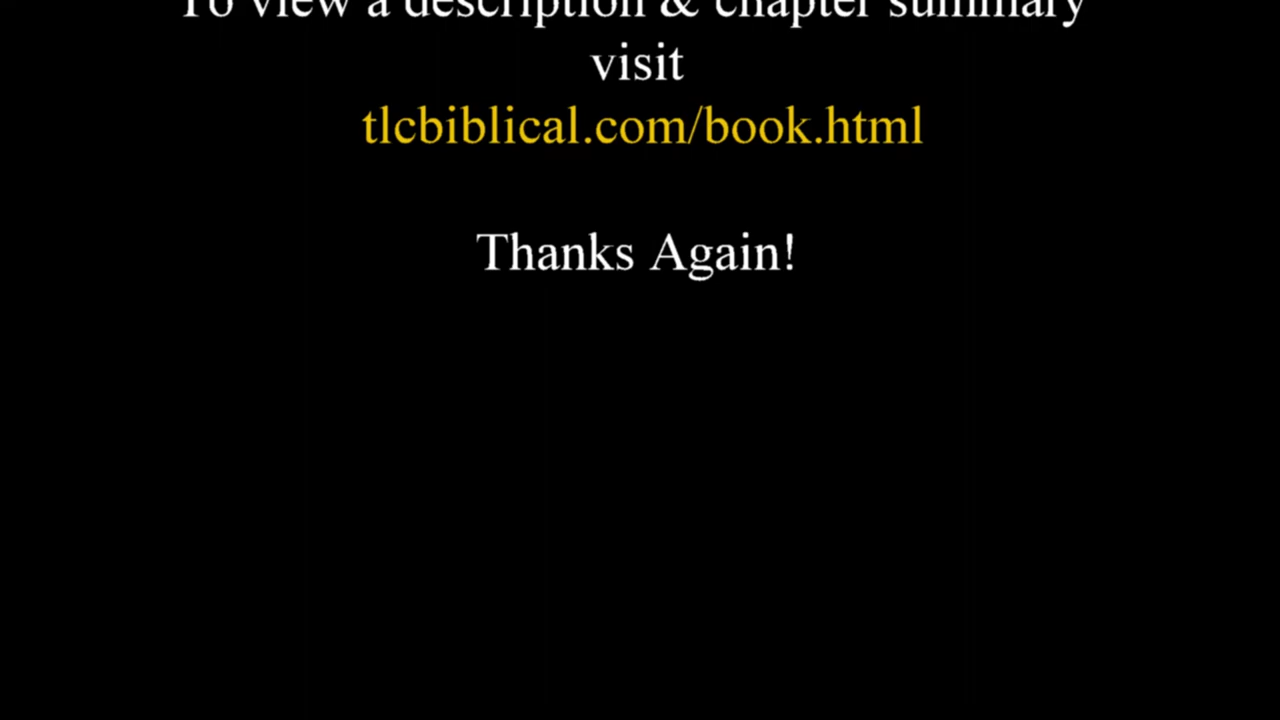 To view a description & chapter summary
visit
tlcbiblical.com/book.html
Thanks Again!